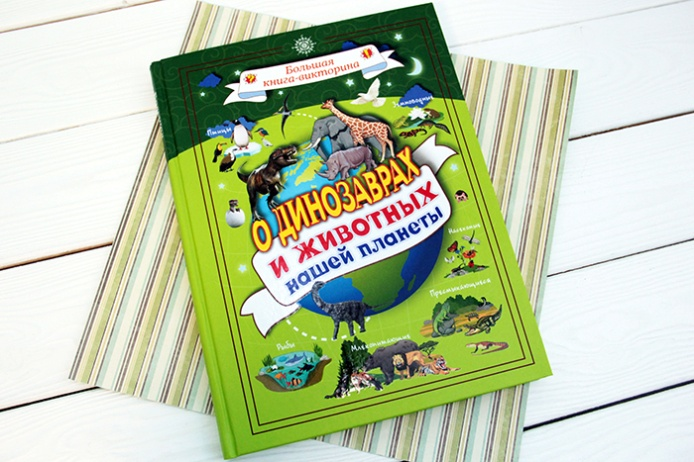 Большая
книга-викторина
Птицы
Земноводные
О ДИНОЗАВРАХ
И ЖИВОТНЫХ
нашей планеты
Насекомые
Пресмыкающиеся
Рыбы
Млекопитающие